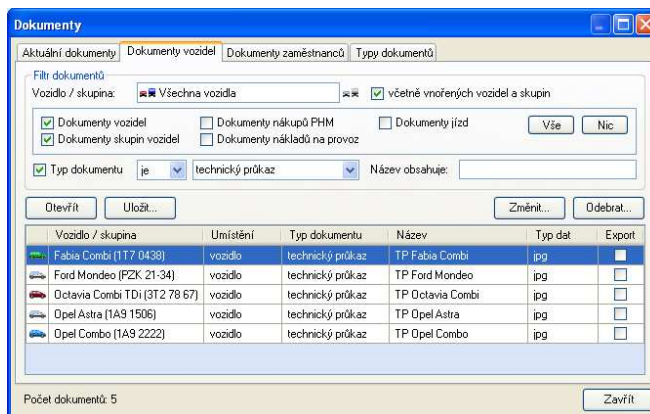 Dokumenty
Aktuální dokumenty Dokumenty vozidel Dokumenty zaměstnanců Typy dokumentů
Filtr dokumentů
Vozidlo / skupina: Všechna vozidla včetně vnořených vozidel a skupin
Dokumenty vozidel Dokumenty nákupů PHM Dokumenty jízd Vše Nic
Dokumenty skupin vozidel Dokumenty nákladů na provoz
Typ dokumentu je technický průkaz Název obsahuje:
Otevřít Uložit... Změnit... Odebrat...
Vozidlo / skupina Umístění Typ dokumentu Název Typ dat Export
Fabia Combi (1T7 0438) vozidlo technický průkaz TP Fabia Combi jpg
Ford Mondeo (PZK 21-34) vozidlo technický průkaz TP Ford Mondeo jpg
Octavia Combi TDi (3T2 78 67) vozidlo technický průkaz TP Octavia Combi jpg
Opel Astra (1A9 1506) vozidlo technický průkaz TP Opel Astra jpg
Opel Combo (1A9 2222) vozidlo technický průkaz TP Opel Combo jpg
Počet dokumentů: 5 Zavřít